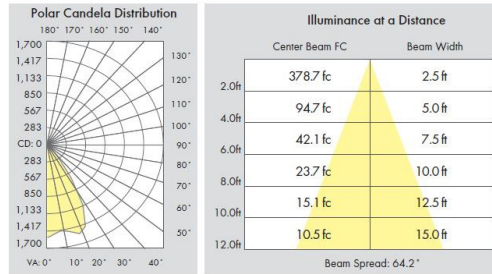 Polar Candela Distribution
180° 170° 160° 150° 140°
1,700
1,417
1,133
850
567
283
CD: 0
283
567
850
1,133
1,417
1,700
130°
120°
110°
100°
90°
80°
70°
60°
50°
VA: 0° 10° 20° 30° 40°
Illuminance at a Distance
Center Beam FC Beam Width
2.0ft 378.7 fc 2.5 ft
4.0ft 94.7 fc 5.0 ft
6.0ft 42.1 fc 7.5 ft
8.0ft 23.7 fc 10.0 ft
10.0ft 15.1 fc 12.5 ft
12.0ft 10.5 fc 15.0 ft
Beam Spread: 64.2°